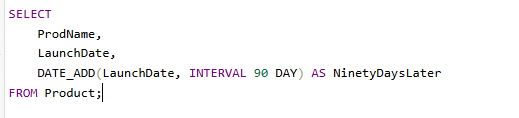 SELECT
    ProdName,
    LaunchDate,
    DATE_ADD(LaunchDate, INTERVAL 90 DAY) AS NinetyDaysLater
FROM Product;